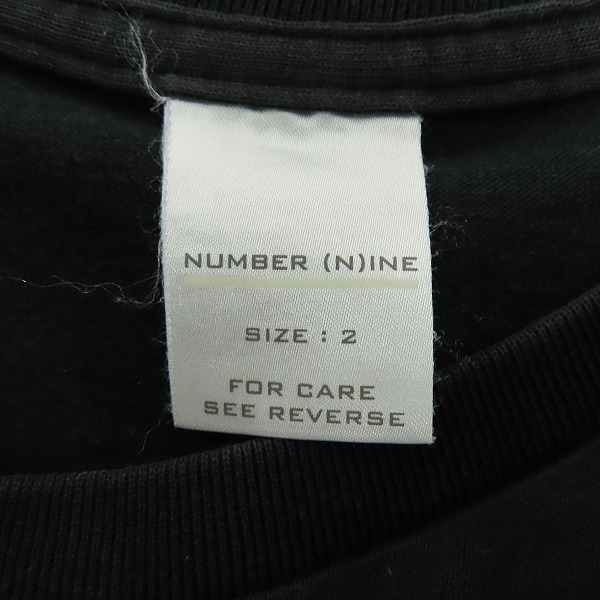 NUMBER (N)INE
SIZE : 2
FOR CARE
SEE REVERSE